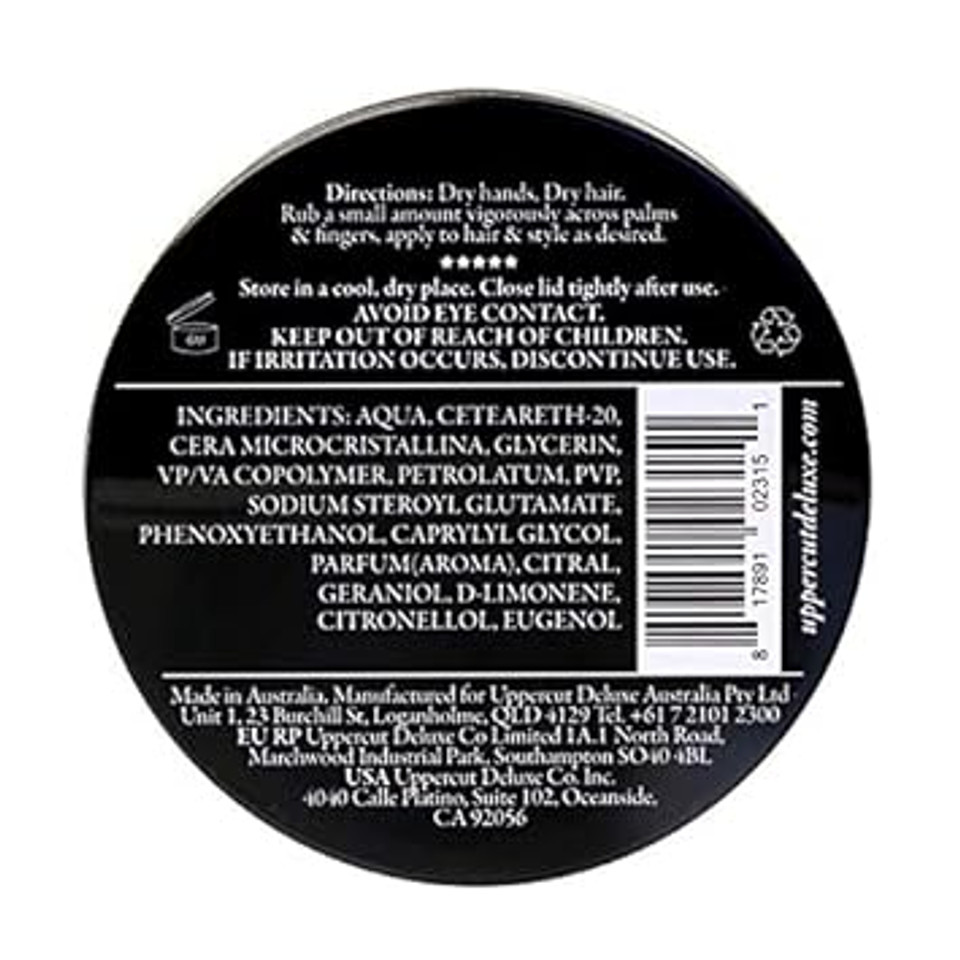 Directions: Dry hands, Dry hair.
Rub a small amount vigorously across palms
& fingers, apply to hair & style as desired.
Store in a cool, dry place. Close lid tightly after use.
AVOID EYE CONTACT.
KEEP OUT OF REACH OF CHILDREN.
IF IRRITATION OCCURS, DISCONTINUE USE.
INGREDIENTS: AQUA, CETEARETH-20,
CERA MICROCRISTALLINA, GLYCERIN,
VP/VA COPOLYMER, PETROLATUM, PVP,
SODIUM STEROYL GLUTAMATE,
PHENOXYETHANOL, CAPRYLYL GLYCOL,
PARFUM(AROMA), CITRAL,
GERANIOL, D-LIMONENE,
CITRONELLOL, EUGENOL
8 17891 02315 1
uppercutdeluxe.com
Made in Australia. Manufactured for Uppercut Deluxe Australia Pty Ltd
Unit 1, 23 Burchill St, Loganholme, QLD 4129 Tel. +61 7 2101 2300
EU RP Uppercut Deluxe Co Limited 1A.1 North Road,
Marchwood Industrial Park, Southampton SO40 4BL
USA Uppercut Deluxe Co. Inc.
4040 Calle Platino, Suite 102, Oceanside,
CA 92056